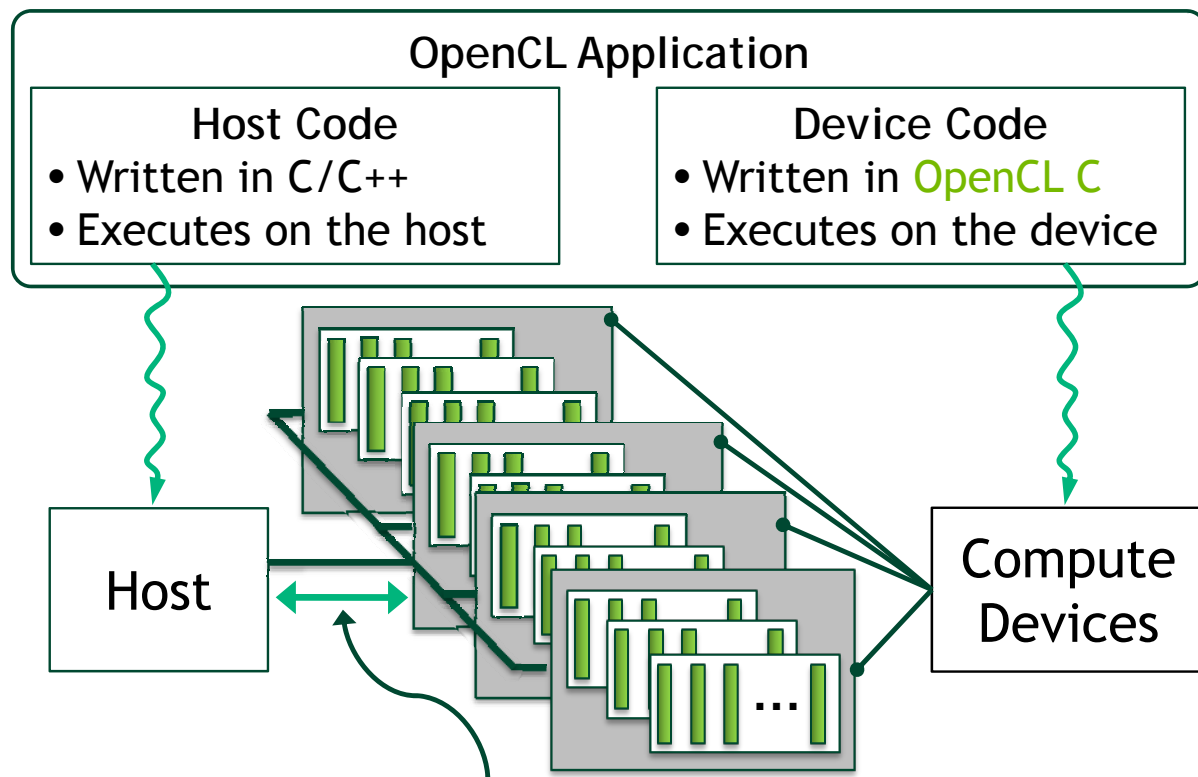 OpenCL Application
Host Code
• Written in C/C++
• Executes on the host
Device Code
• Written in OpenCL C
• Executes on the device
Host
...
Compute
Devices